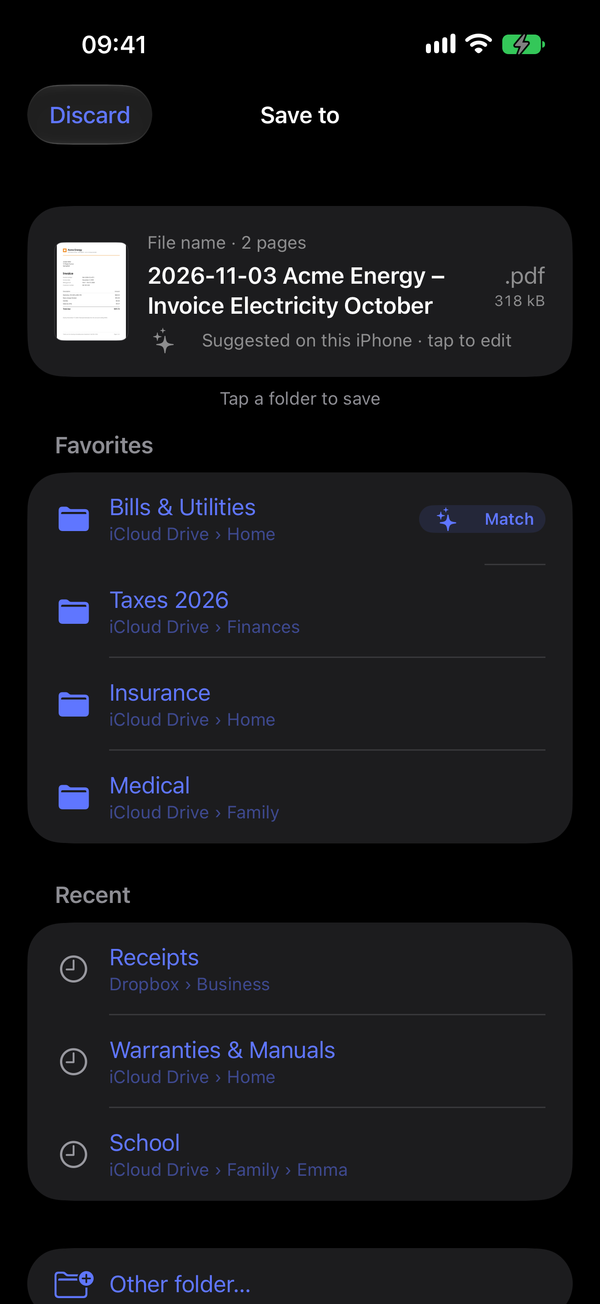 09:41
Discard
Save to
File name · 2 pages
2026-11-03 Acme Energy –
Invoice Electricity October
.pdf
318 kB
Suggested on this iPhone · tap to edit
Tap a folder to save
Favorites
Bills & Utilities
iCloud Drive › Home
Match
Taxes 2026
iCloud Drive › Finances
Insurance
iCloud Drive › Home
Medical
iCloud Drive › Family
Recent
Receipts
Dropbox › Business
Warranties & Manuals
iCloud Drive › Home
School
iCloud Drive › Family › Emma
Other folder...